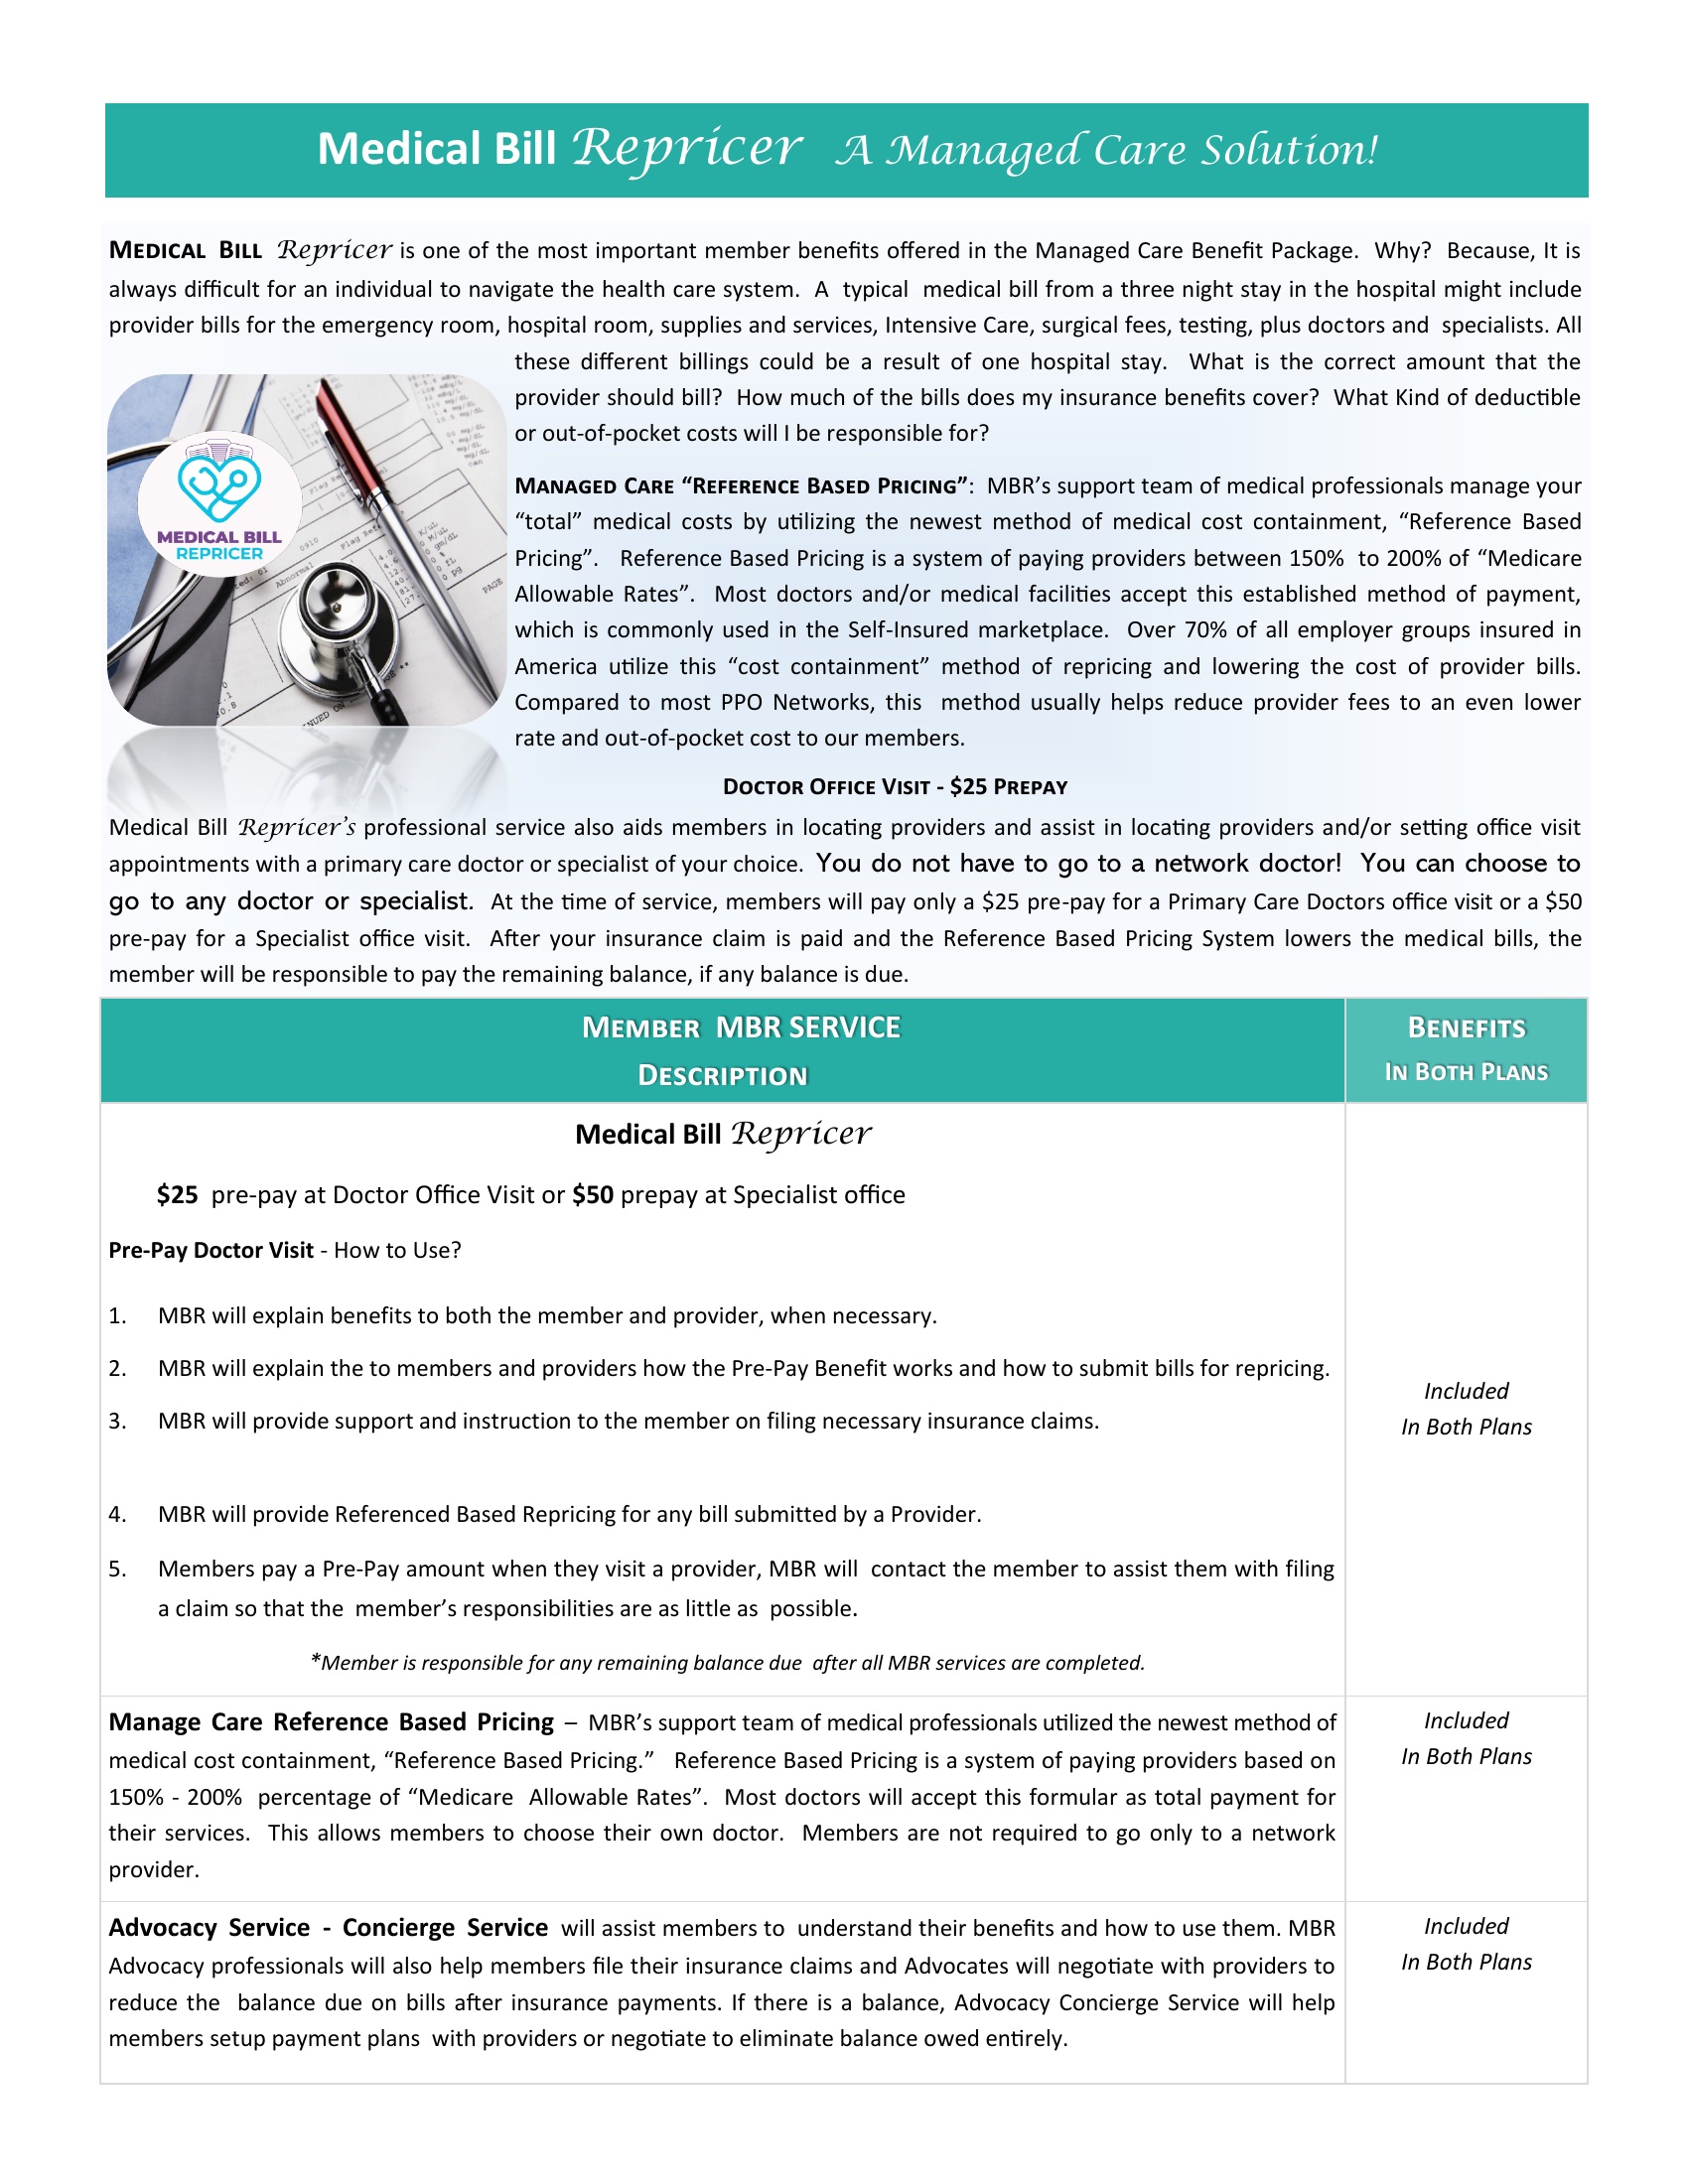 Medical Bill Repricer A Managed Care Solution!
MEDICAL BILL Repricer is one of the most important member benefits offered in the Managed Care Benefit Package. Why? Because, It is
always difficult for an individual to navigate the health care system. A typical medical bill from a three night stay in the hospital might include
provider bills for the emergency room, hospital room, supplies and services, Intensive Care, surgical fees, testing, plus doctors and specialists. All
these different billings could be a result of one hospital stay. What is the correct amount that the
provider should bill? How much of the bills does my insurance benefits cover? What Kind of deductible
or out-of-pocket costs will I be responsible for?
MEDICAL BILL
REPRICER
MANAGED CARE “REFERENCE BASED PRICING”: MBR’s support team of medical professionals manage your
“total” medical costs by utilizing the newest method of medical cost containment, “Reference Based
Pricing”. Reference Based Pricing is a system of paying providers between 150% to 200% of “Medicare
Allowable Rates”. Most doctors and/or medical facilities accept this established method of payment,
which is commonly used in the Self-Insured marketplace. Over 70% of all employer groups insured in
America utilize this “cost containment” method of repricing and lowering the cost of provider bills.
Compared to most PPO Networks, this method usually helps reduce provider fees to an even lower
rate and out-of-pocket cost to our members.
DOCTOR OFFICE VISIT - $25 PREPAY
Medical Bill Repricer’s professional service also aids members in locating providers and assist in locating providers and/or setting office visit
appointments with a primary care doctor or specialist of your choice. You do not have to go to a network doctor! You can choose to
go to any doctor or specialist. At the time of service, members will pay only a $25 pre-pay for a Primary Care Doctors office visit or a $50
pre-pay for a Specialist office visit. After your insurance claim is paid and the Reference Based Pricing System lowers the medical bills, the
member will be responsible to pay the remaining balance, if any balance is due.
MEMBER MBR SERVICE
DESCRIPTION
BENEFITS
IN BOTH PLANS
Medical Bill Repricer
$25 pre-pay at Doctor Office Visit or $50 prepay at Specialist office
Pre-Pay Doctor Visit - How to Use?
1. MBR will explain benefits to both the member and provider, when necessary.
2. MBR will explain the to members and providers how the Pre-Pay Benefit works and how to submit bills for repricing.
3. MBR will provide support and instruction to the member on filing necessary insurance claims.
4. MBR will provide Referenced Based Repricing for any bill submitted by a Provider.
5. Members pay a Pre-Pay amount when they visit a provider, MBR will contact the member to assist them with filing
a claim so that the member’s responsibilities are as little as possible.
*Member is responsible for any remaining balance due after all MBR services are completed.
Included
In Both Plans
Manage Care Reference Based Pricing – MBR’s support team of medical professionals utilized the newest method of
medical cost containment, “Reference Based Pricing.” Reference Based Pricing is a system of paying providers based on
150% - 200% percentage of “Medicare Allowable Rates”. Most doctors will accept this formular as total payment for
their services. This allows members to choose their own doctor. Members are not required to go only to a network
provider.
Included
In Both Plans
Advocacy Service - Concierge Service will assist members to understand their benefits and how to use them. MBR
Advocacy professionals will also help members file their insurance claims and Advocates will negotiate with providers to
reduce the balance due on bills after insurance payments. If there is a balance, Advocacy Concierge Service will help
members setup payment plans with providers or negotiate to eliminate balance owed entirely.
Included
In Both Plans